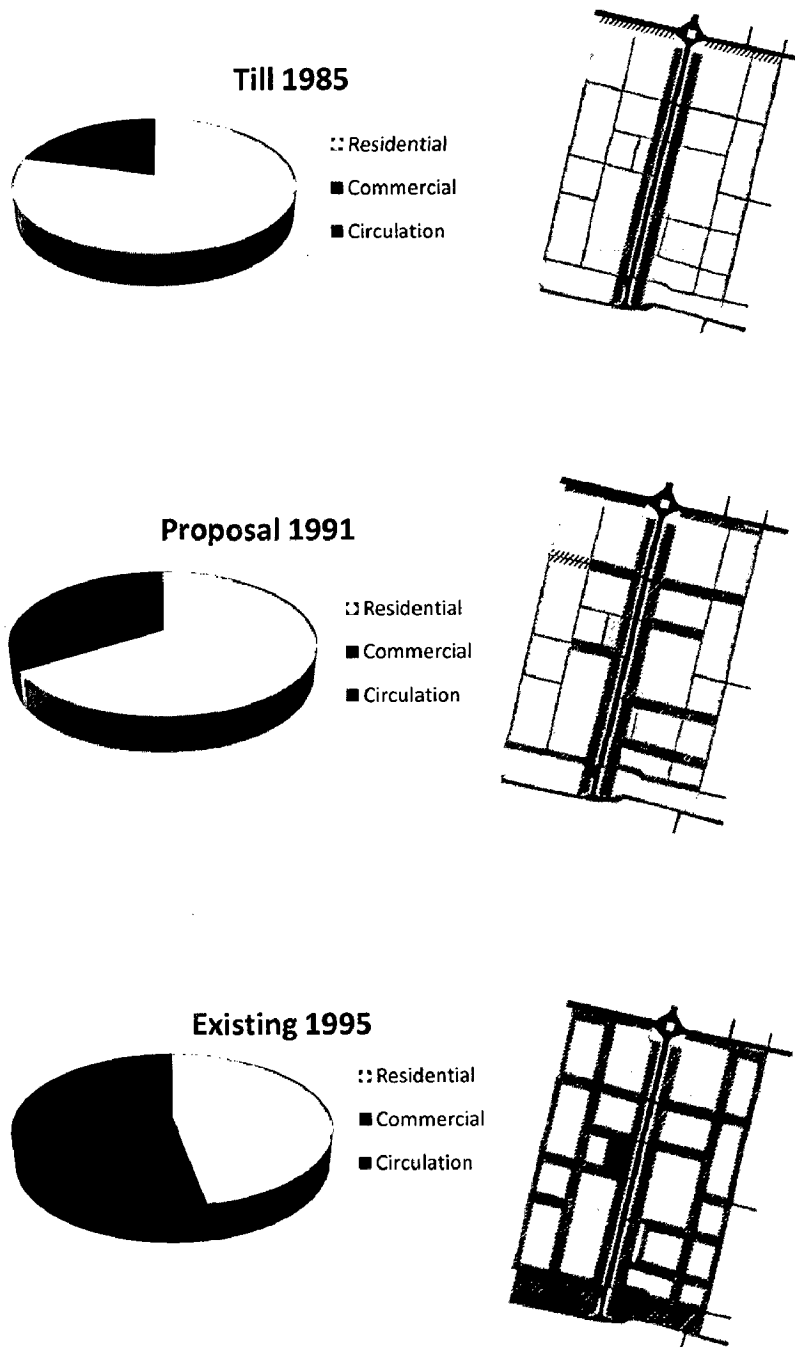 Till 1985
Residential
Commercial
Circulation
Proposal 1991
Residential
Commercial
Circulation
Existing 1995
Residential
Commercial
Circulation